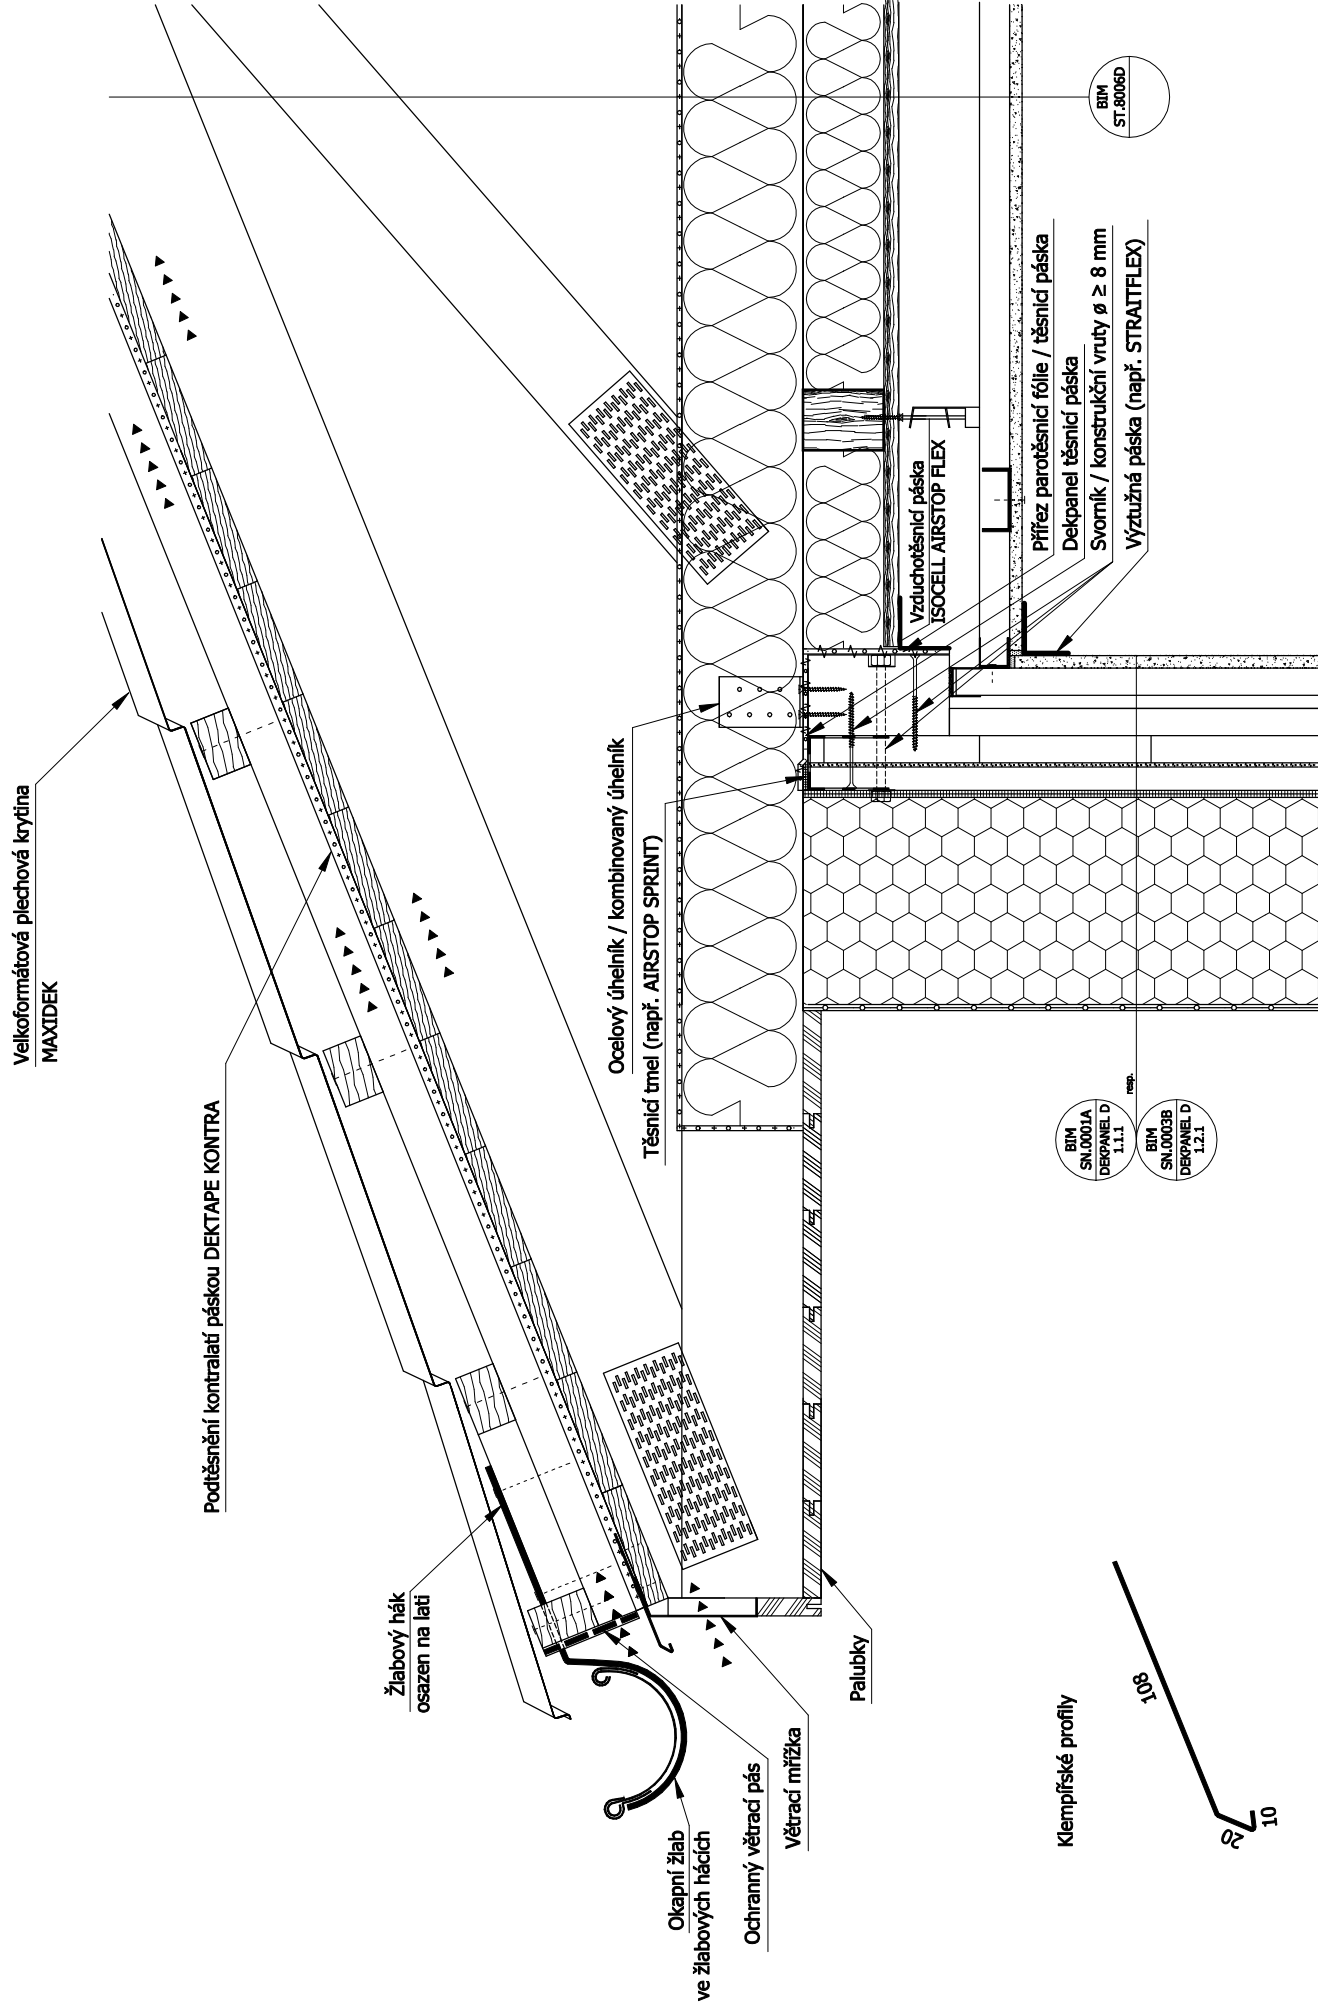 Velkoformátová plechová krytina
MAXIDEK
Podtěsnění kontralatí páskou DEKTAPE KONTRA
Žlabový hák
osazen na lati
Okapní žlab
ve žlabových hácích
Ochranný větrací pás
Větrací mřížka
Palubky
Ocelový úhelník / kombinovaný úhelník
Těsnicí tmel (např. AIRSTOP SPRINT)
Vzduchotěsnicí páska
ISOCELL AIRSTOP FLEX
Přířez parotěsnicí fólie / těsnicí páska
Dekpanel těsnicí páska
Svorník / konstrukční vruty ø ≥ 8 mm
Výztužná páska (např. STRAITFLEX)
BIM
ST.8006D
BIM
SN.0001A
DEKPANEL D
1.1.1
resp.
BIM
SN.0003B
DEKPANEL D
1.2.1
Klempířské profily
108
20
10